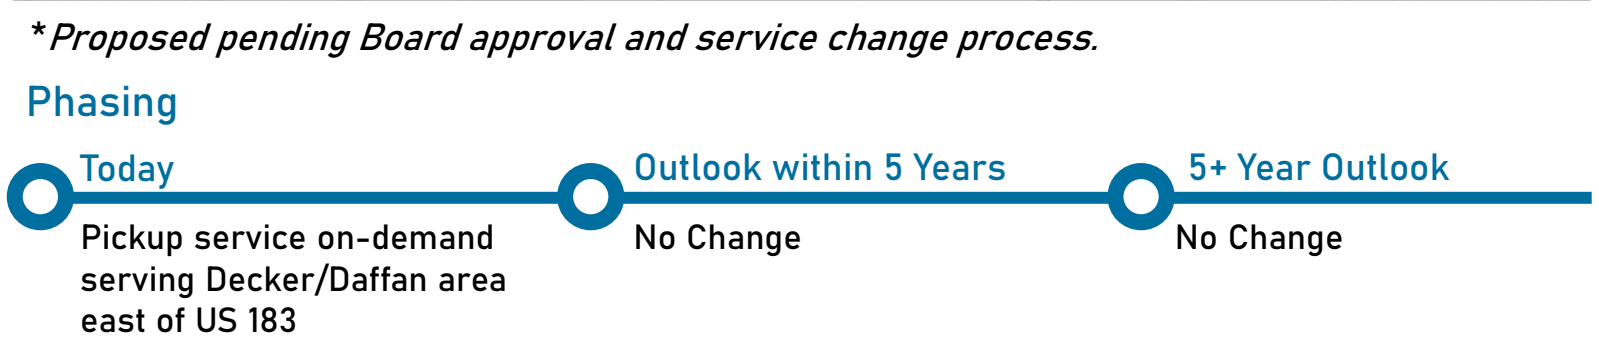 *Proposed pending Board approval and service change process.
Phasing
Today
Pickup service on-demand
serving Decker/Daffan area
east of US 183
Outlook within 5 Years
No Change
5+ Year Outlook
No Change